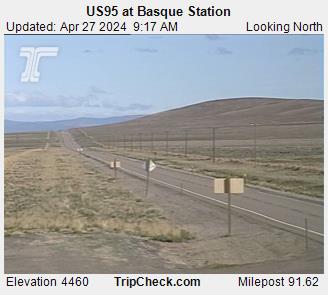 US95 at Basque Station
Updated: Apr 27 2024 9:17 AM Looking North
Elevation 4460 TripCheck.com Milepost 91.62